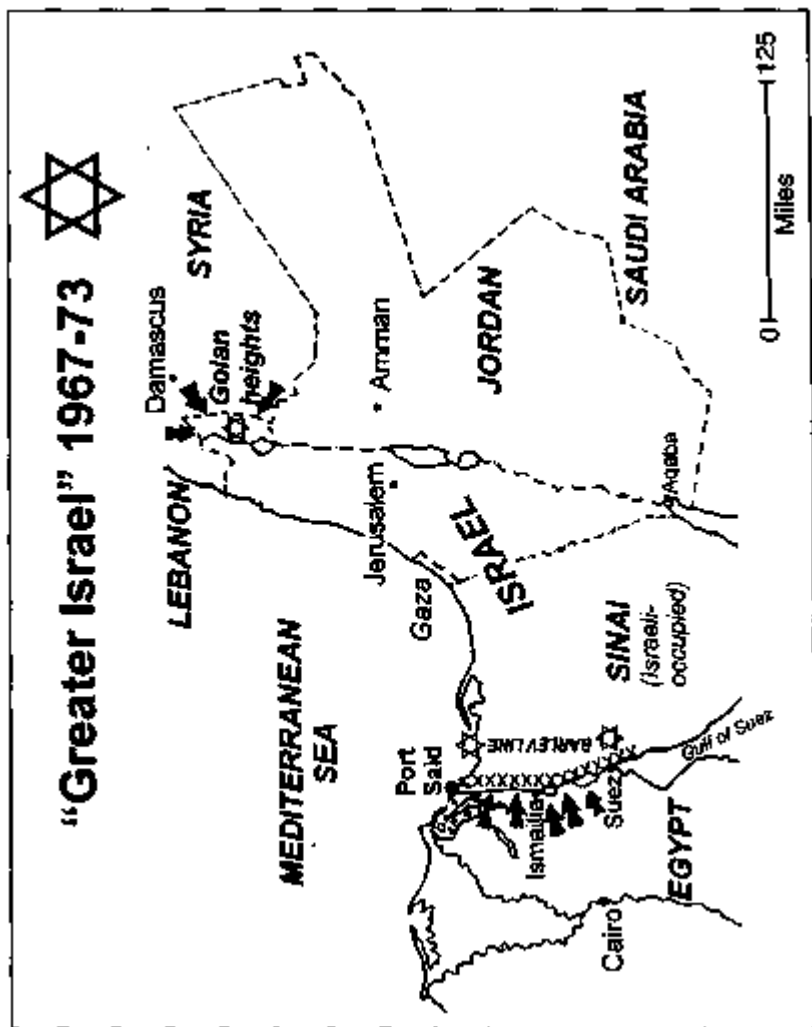 "Greater Israel" 1967-73
LEBANON
SYRIA
Damascus
Golan
heights
MEDITERRANEAN
SEA
Jerusalem
Amman
Gaza
ISRAEL
JORDAN
Port
Said
BARLEV LINE
XXXXXXXXXXXXXXXX
Ismailia
Suez
SINAI
(Israeli-
occupied)
Aqaba
SAUDI ARABIA
Gulf of Suez
Cairo
EGYPT
0 125
Miles